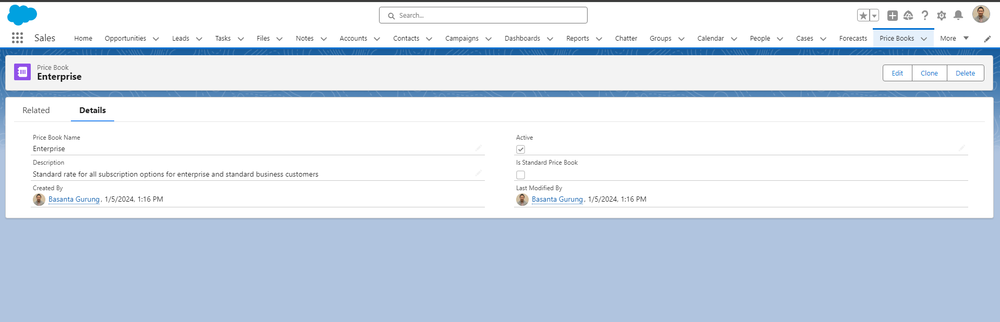 Search...
Sales Home Opportunities Leads Tasks Files Notes Accounts Contacts Campaigns Dashboards Reports Chatter Groups Calendar People Cases Forecasts Price Books More
Price Book
Enterprise
Edit Clone Delete
Related Details
Price Book Name Active
Enterprise
Description Is Standard Price Book
Standard rate for all subscription options for enterprise and standard business customers
Created By Last Modified By
Basanta Gurung, 1/5/2024, 1:16 PM Basanta Gurung, 1/5/2024, 1:16 PM